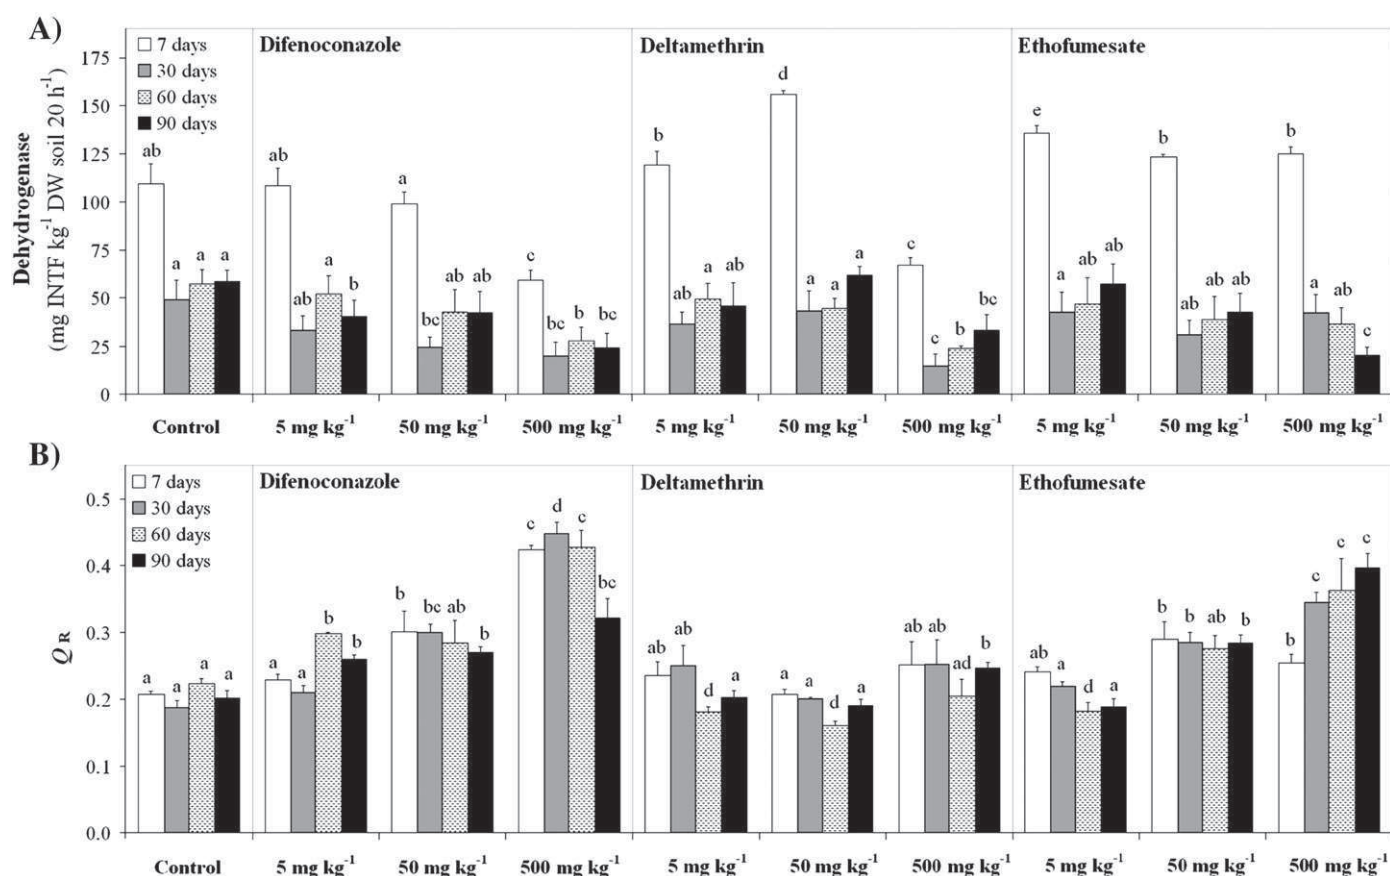 A)
Dehydrogenase
(mg INTF kg-1 DW soil 20 h-1)
175
150
125
100
75
50
25
0
7 days
30 days
60 days
90 days
Difenoconazole
Deltamethrin
Ethofumesate
ab a a a
ab ab a b
a bc ab ab
c bc b bc
b ab a ab
d a a a
c c b bc
e a ab ab
b ab ab ab
b a ab c
Control 5 mg kg-1 50 mg kg-1 500 mg kg-1 5 mg kg-1 50 mg kg-1 500 mg kg-1 5 mg kg-1 50 mg kg-1 500 mg kg-1
B)
QR
0.5
0.4
0.3
0.2
0.1
0.0
7 days
30 days
60 days
90 days
Difenoconazole
Deltamethrin
Ethofumesate
a a a a
a a b b
b bc ab b
c d c bc
ab ab d a
a a d a
ab ab ad b
ab a d a
b b ab b
b c c c
Control 5 mg kg-1 50 mg kg-1 500 mg kg-1 5 mg kg-1 50 mg kg-1 500 mg kg-1 5 mg kg-1 50 mg kg-1 500 mg kg-1